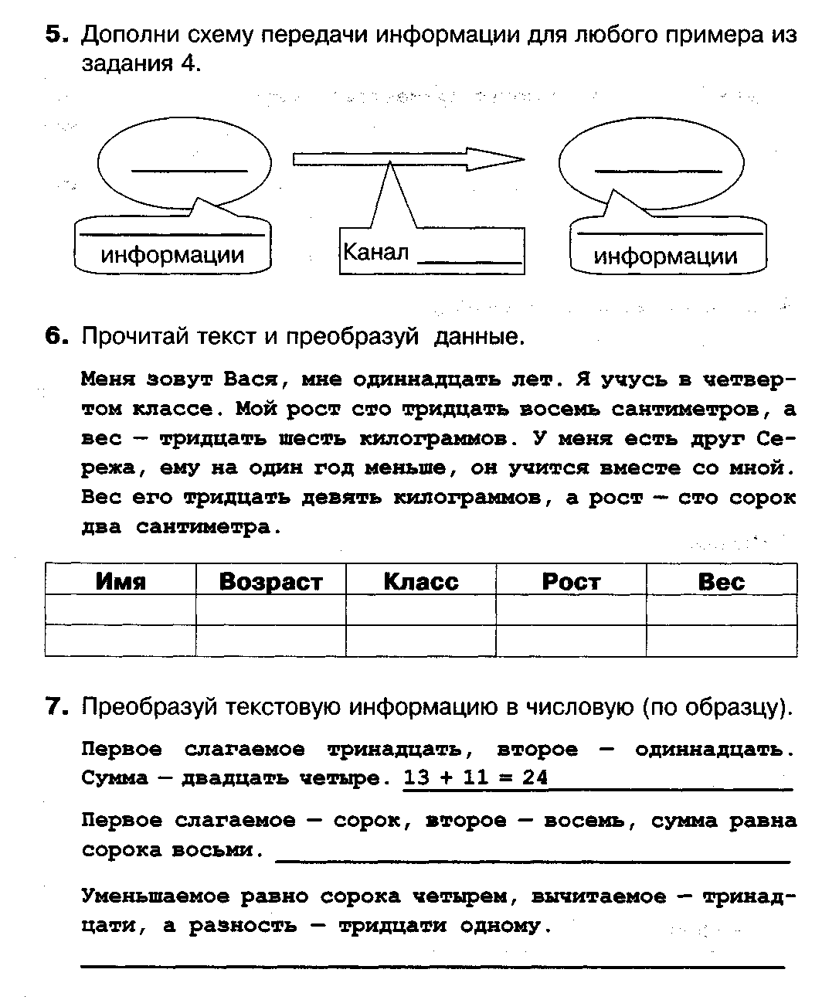 5. Дополни схему передачи информации для любого примера из
задания 4.
информации
Канал
информации
6. Прочитай текст и преобразуй данные.
Меня зовут Вася, мне одиннадцать лет. Я учусь в четвер-
том классе. Мой рост сто тридцать восемь сантиметров, а
вес — тридцать шесть килограммов. У меня есть друг Се-
режа, ему на один год меньше, он учится вместе со мной.
Вес его тридцать девять килограммов, а рост — сто сорок
два сантиметра.
Имя Возраст Класс Рост Вес
7. Преобразуй текстовую информацию в числовую (по образцу).
Первое слагаемое тринадцать, второе — одиннадцать.
Сумма — двадцать четыре. 13 + 11 = 24
Первое слагаемое — сорок, второе — восемь, сумма равна
сорока восьми.
Уменьшаемое равно сорока четырем, вычитаемое — тринад-
цати, а разность — тридцати одному.